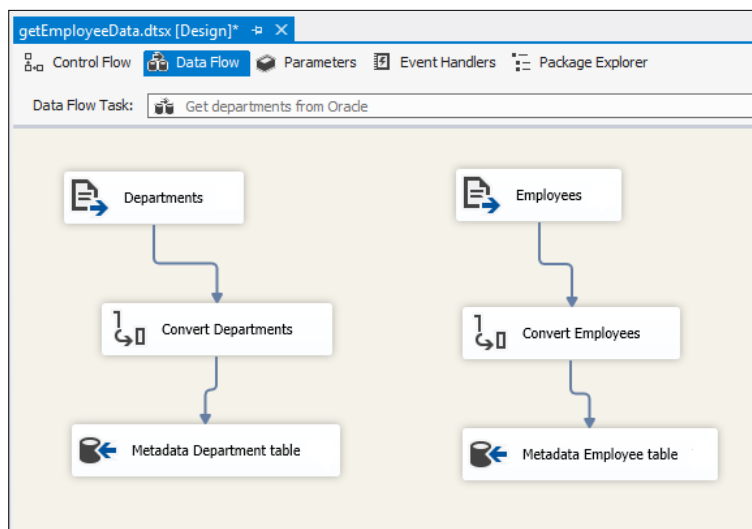 getEmployeeData.dtsx [Design]*
Control Flow Data Flow Parameters Event Handlers Package Explorer
Data Flow Task: Get departments from Oracle
Departments Employees
Convert Departments Convert Employees
Metadata Department table Metadata Employee table